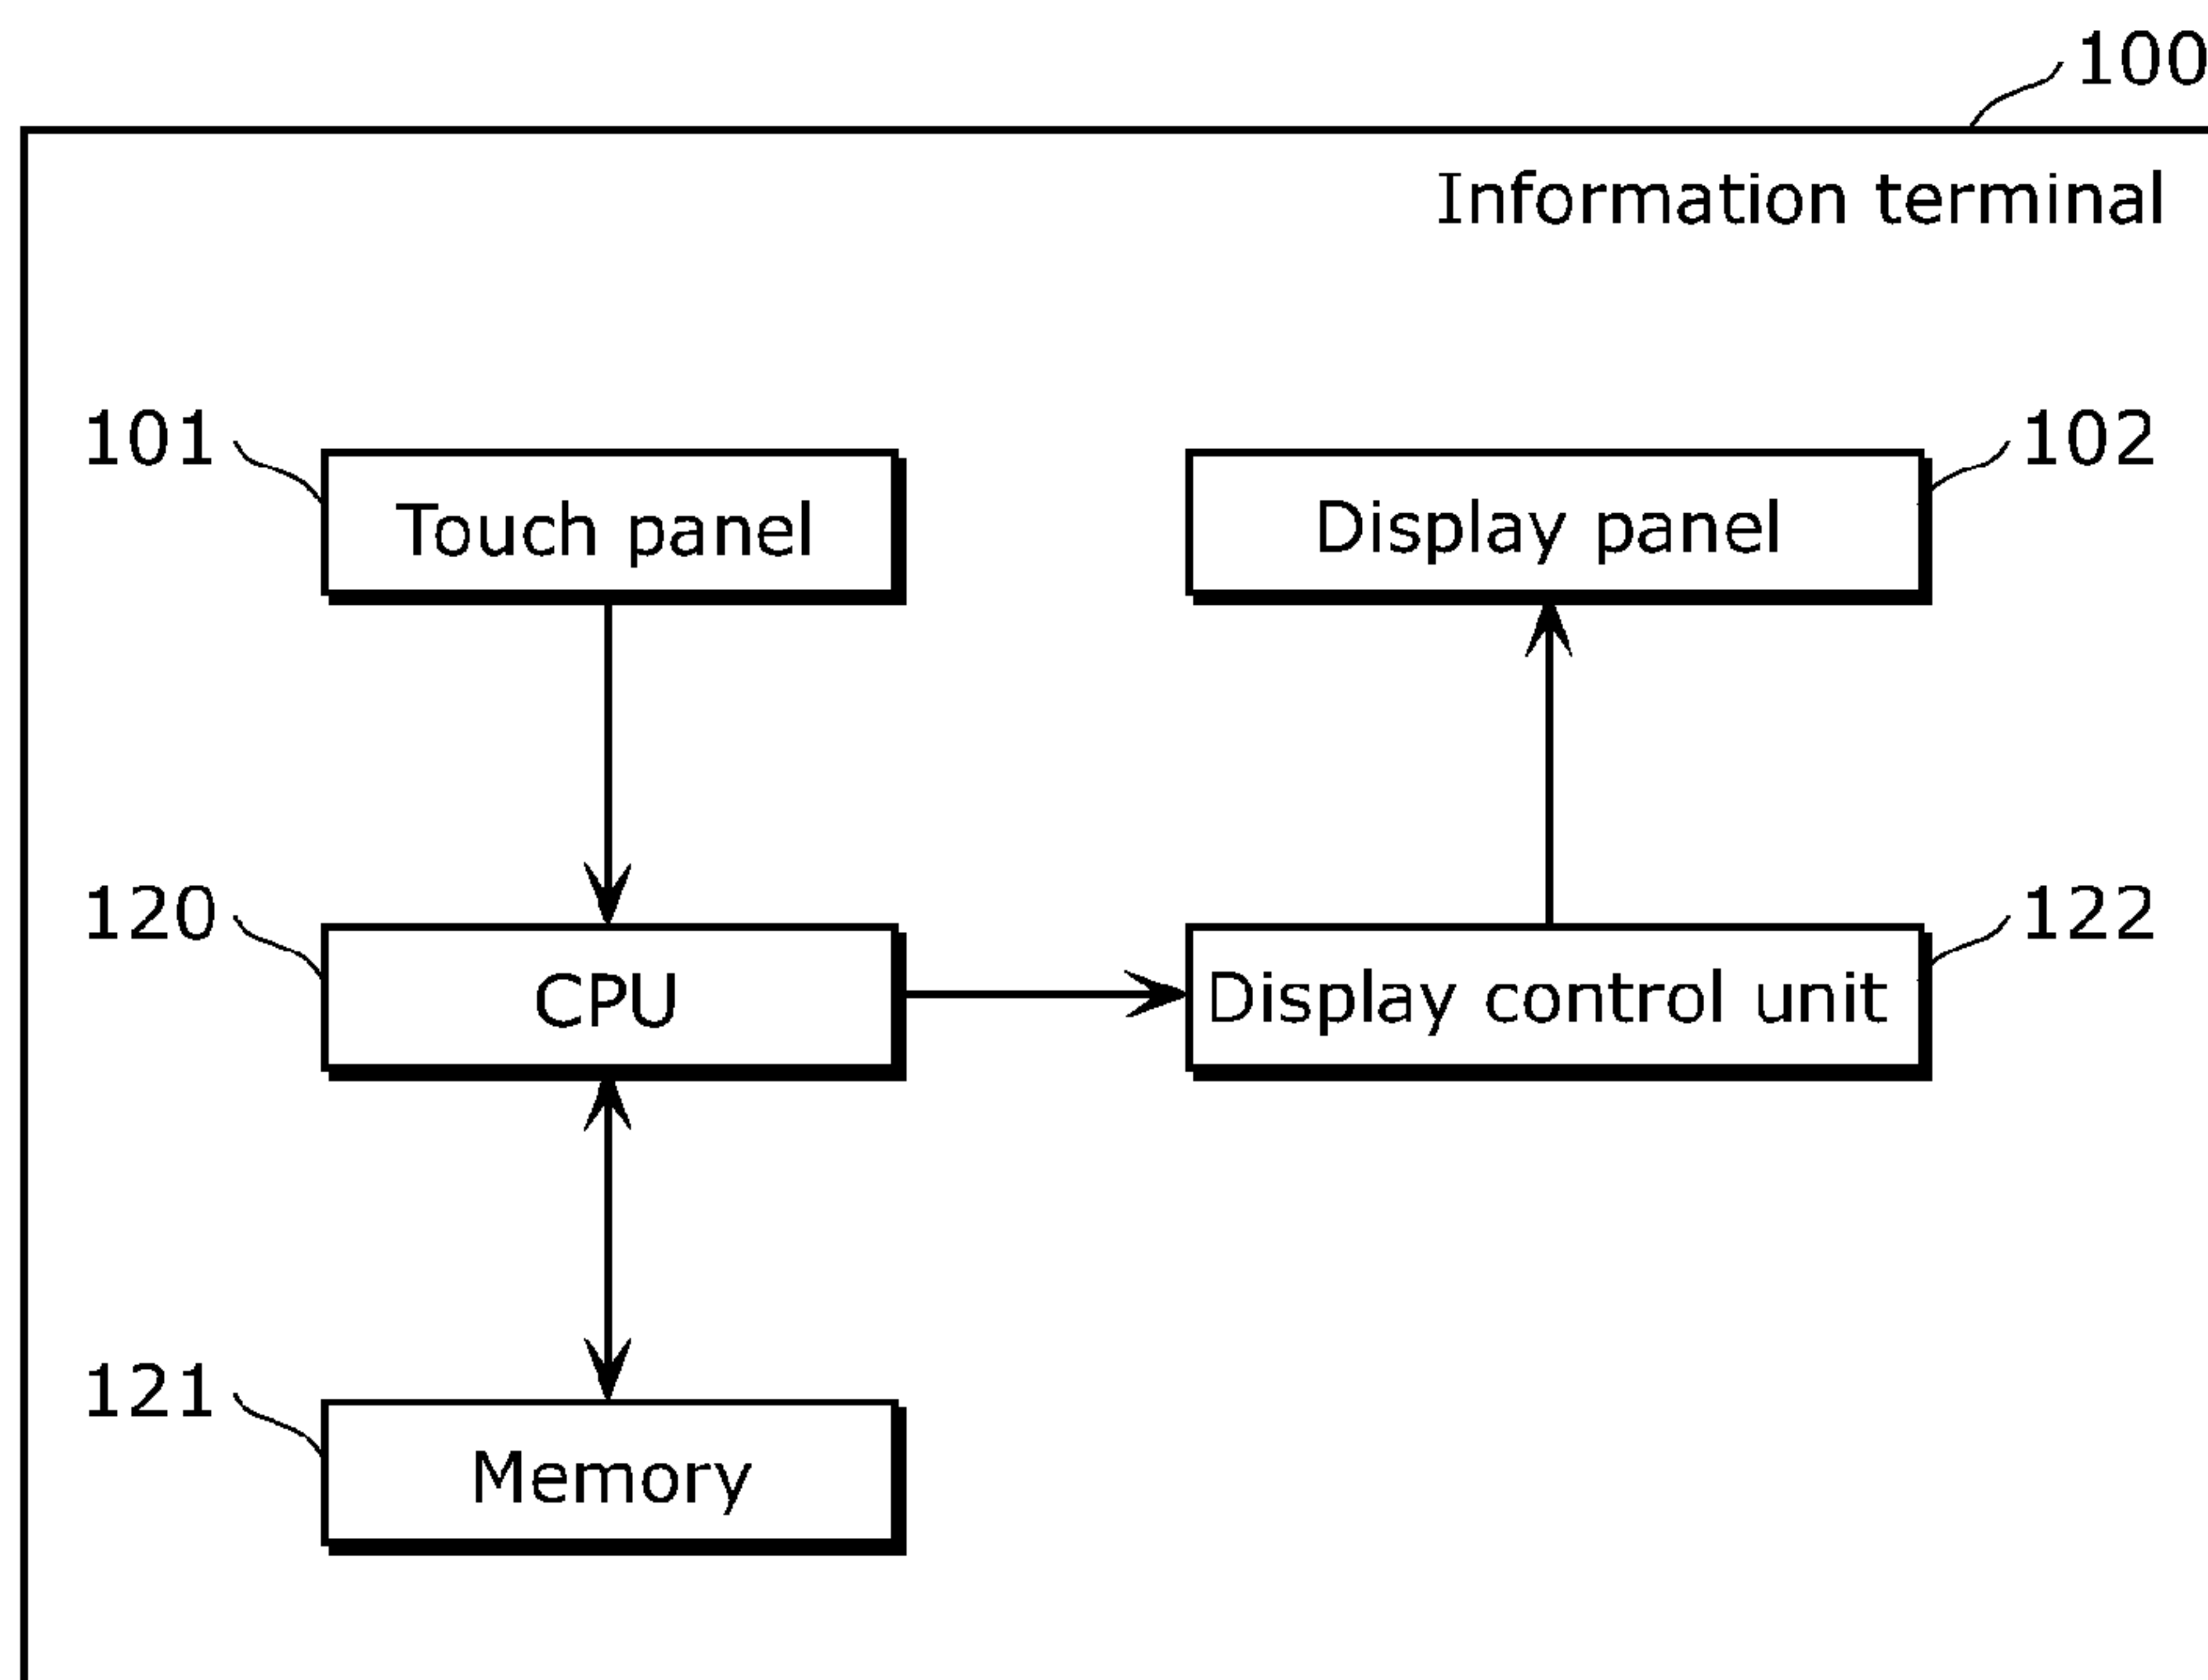 100
Information terminal
101
Touch panel
Display panel
102
120
CPU
Display control unit
122
121
Memory